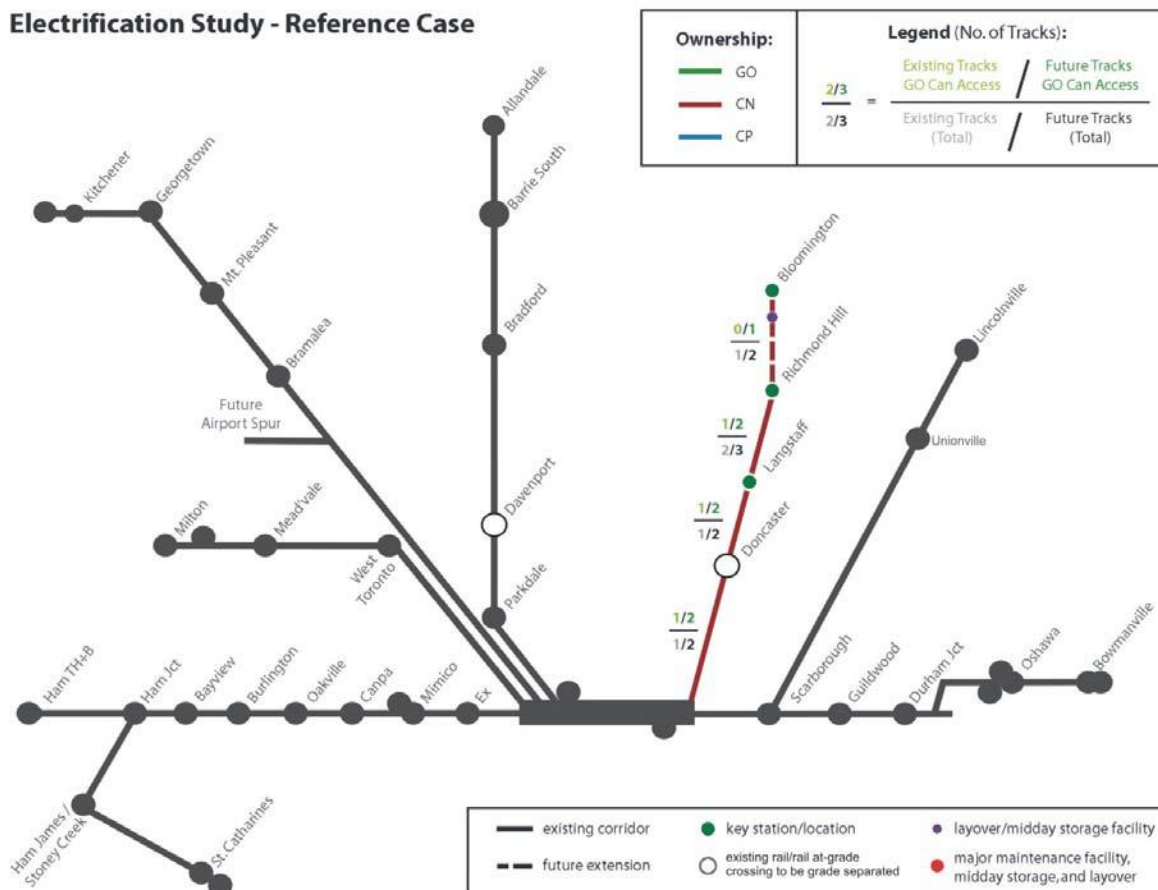 Electrification Study - Reference Case
Ownership:
GO
CN
CP
Legend (No. of Tracks):
2/3
2/3
=
Existing Tracks
GO Can Access
/
Future Tracks
GO Can Access
Existing Tracks
(Total)
/
Future Tracks
(Total)
Kitchener
Georgetown
Mt. Pleasant
Bramalea
Future
Airport Spur
Milton
Mead'vale
West
Toronto
Allandale
Barrie South
Bradford
Davenport
Parkdale
Bloomington
0/1
1/2
Richmond Hill
1/2
2/3
Langstaff
1/2
1/2
Doncaster
1/2
1/2
Lincolnville
Unionville
Ham TH+B
Ham Jct
Bayview
Burlington
Oakville
Canpa
Mimico
Ex
Scarborough
Guildwood
Durham Jct
Oshawa
Bowmanville
Ham James /
Stoney Creek
St. Catharines
existing corridor
future extension
key station/location
existing rail/rail at-grade
crossing to be grade separated
layover/midday storage facility
major maintenance facility,
midday storage, and layover